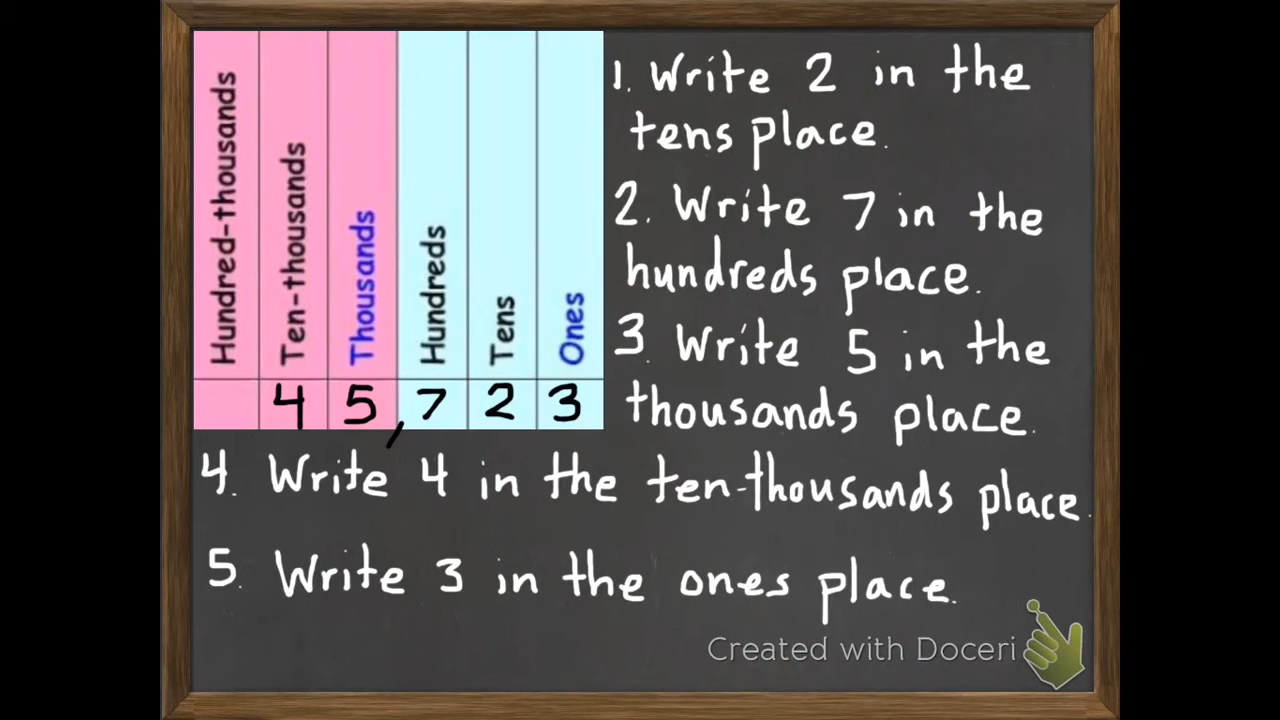 Hundred-thousands
Ten-thousands
Thousands
Hundreds
Tens
Ones
4 5 , 7 2 3
1. Write 2 in the
tens place.
2. Write 7 in the
hundreds place.
3. Write 5 in the
thousands place.
4. Write 4 in the ten-thousands place.
5. Write 3 in the ones place.
Created with Doceri